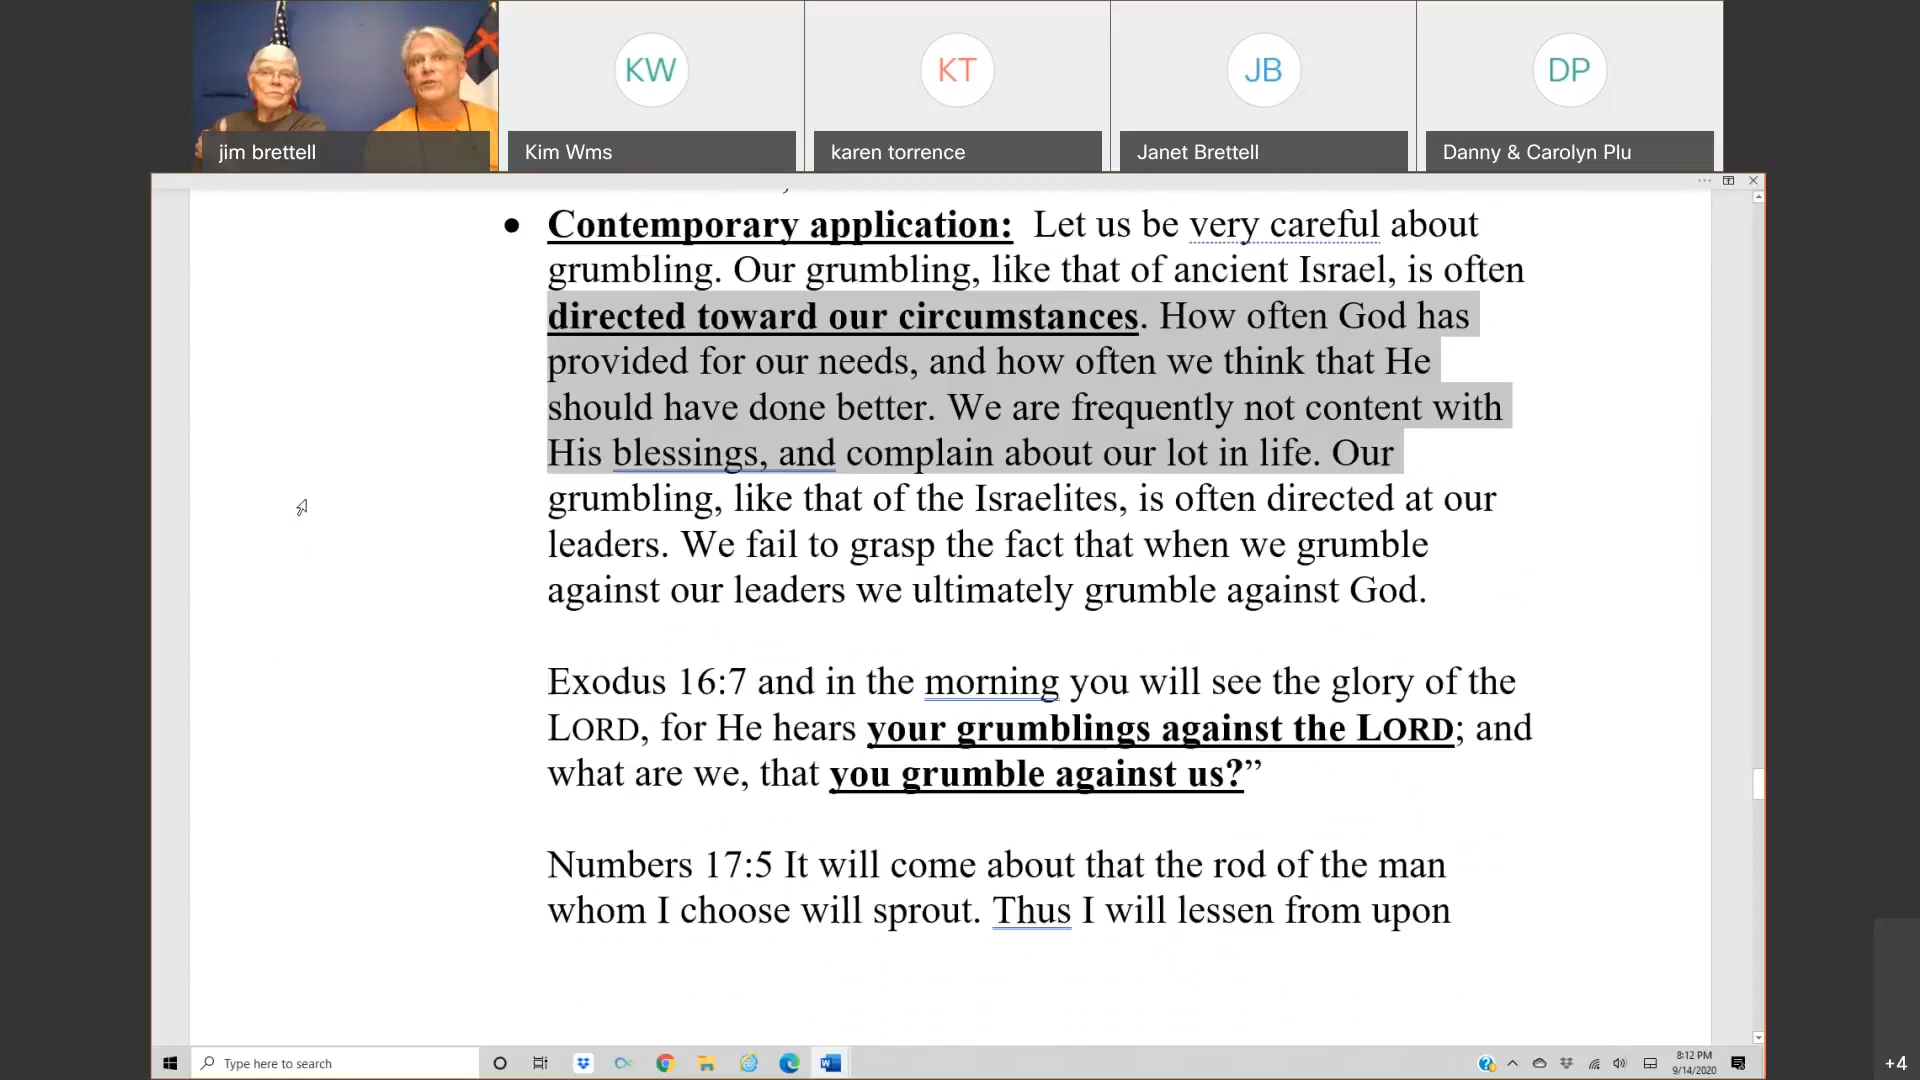 KW
KT
JB
DP
jim brettell
Kim Wms
karen torrence
Janet Brettell
Danny & Carolyn Plu
• Contemporary application: Let us be very careful about
grumbling. Our grumbling, like that of ancient Israel, is often
directed toward our circumstances. How often God has
provided for our needs, and how often we think that He
should have done better. We are frequently not content with
His blessings, and complain about our lot in life. Our
grumbling, like that of the Israelites, is often directed at our
leaders. We fail to grasp the fact that when we grumble
against our leaders we ultimately grumble against God.
Exodus 16:7 and in the morning you will see the glory of the
LORD, for He hears your grumblings against the LORD; and
what are we, that you grumble against us?”
Numbers 17:5 It will come about that the rod of the man
whom I choose will sprout. Thus I will lessen from upon
Type here to search
8:12 PM
9/14/2020
+4